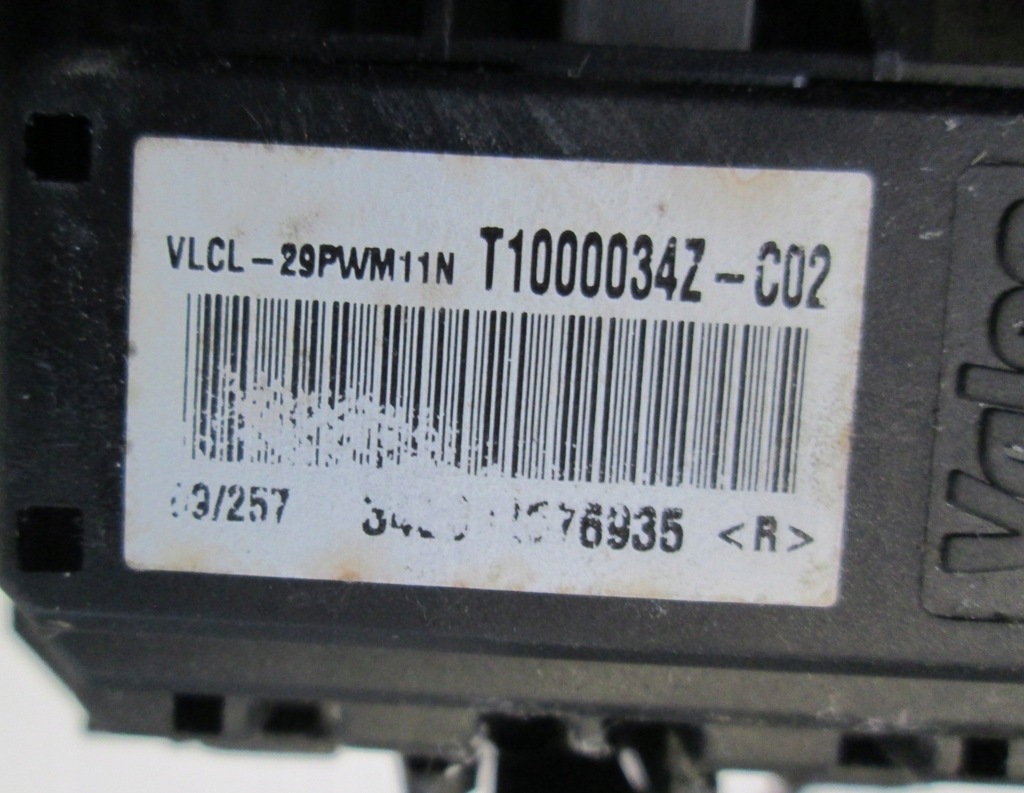 VLCL-29PWM11N T1000034Z-C02
<R>
Valeo